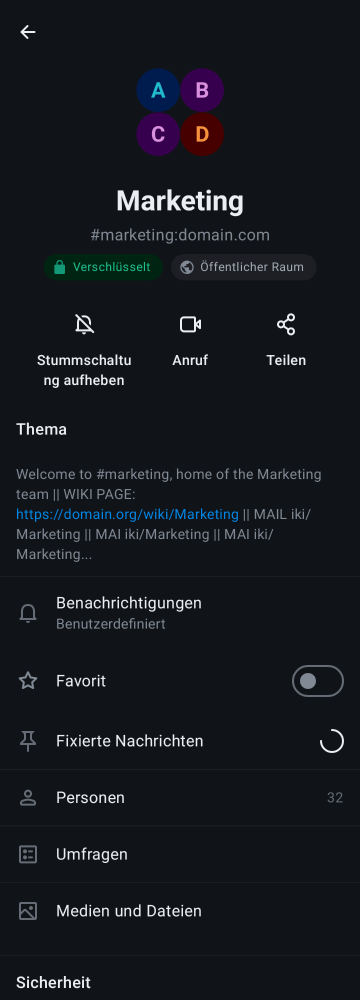 A B
C D
Marketing
#marketing:domain.com
Verschlüsselt Öffentlicher Raum
Stummschaltu
ng aufheben
Anruf
Teilen
Thema
Welcome to #marketing, home of the Marketing
team || WIKI PAGE:
https://domain.org/wiki/Marketing || MAIL iki/
Marketing || MAI iki/Marketing || MAI iki/
Marketing...
Benachrichtigungen
Benutzerdefiniert
Favorit
Fixierte Nachrichten
Personen 32
Umfragen
Medien und Dateien
Sicherheit